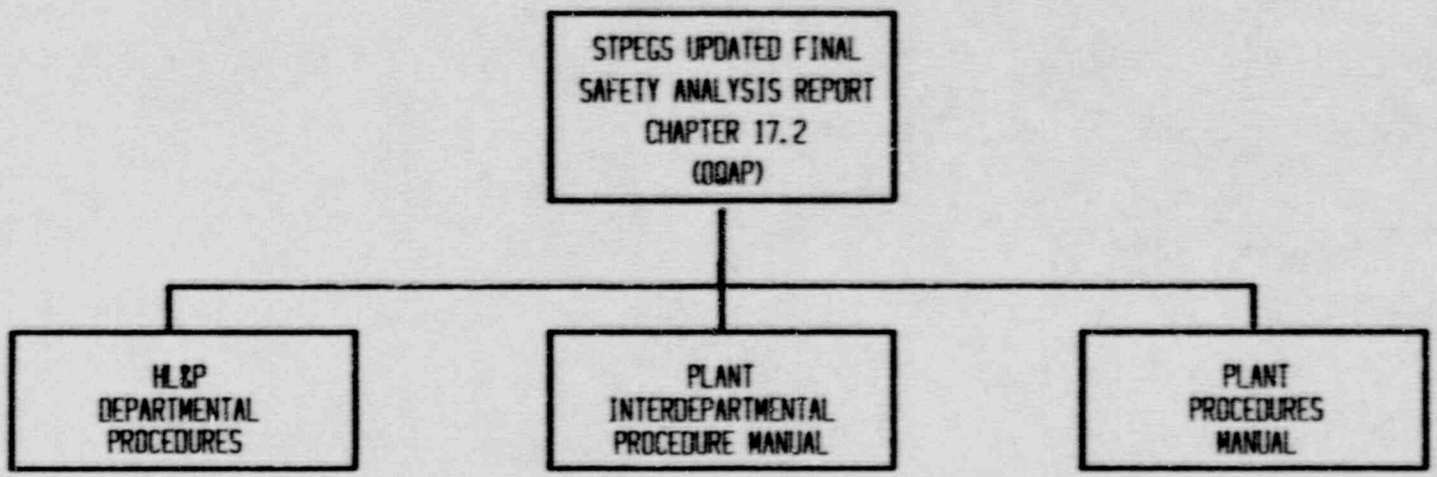 STPEGS UPDATED FINAL
SAFETY ANALYSIS REPORT
CHAPTER 17.2
(OQAP)
HL&P
DEPARTMENTAL
PROCEDURES
PLANT
INTERDEPARTMENTAL
PROCEDURE MANUAL
PLANT
PROCEDURES
MANUAL